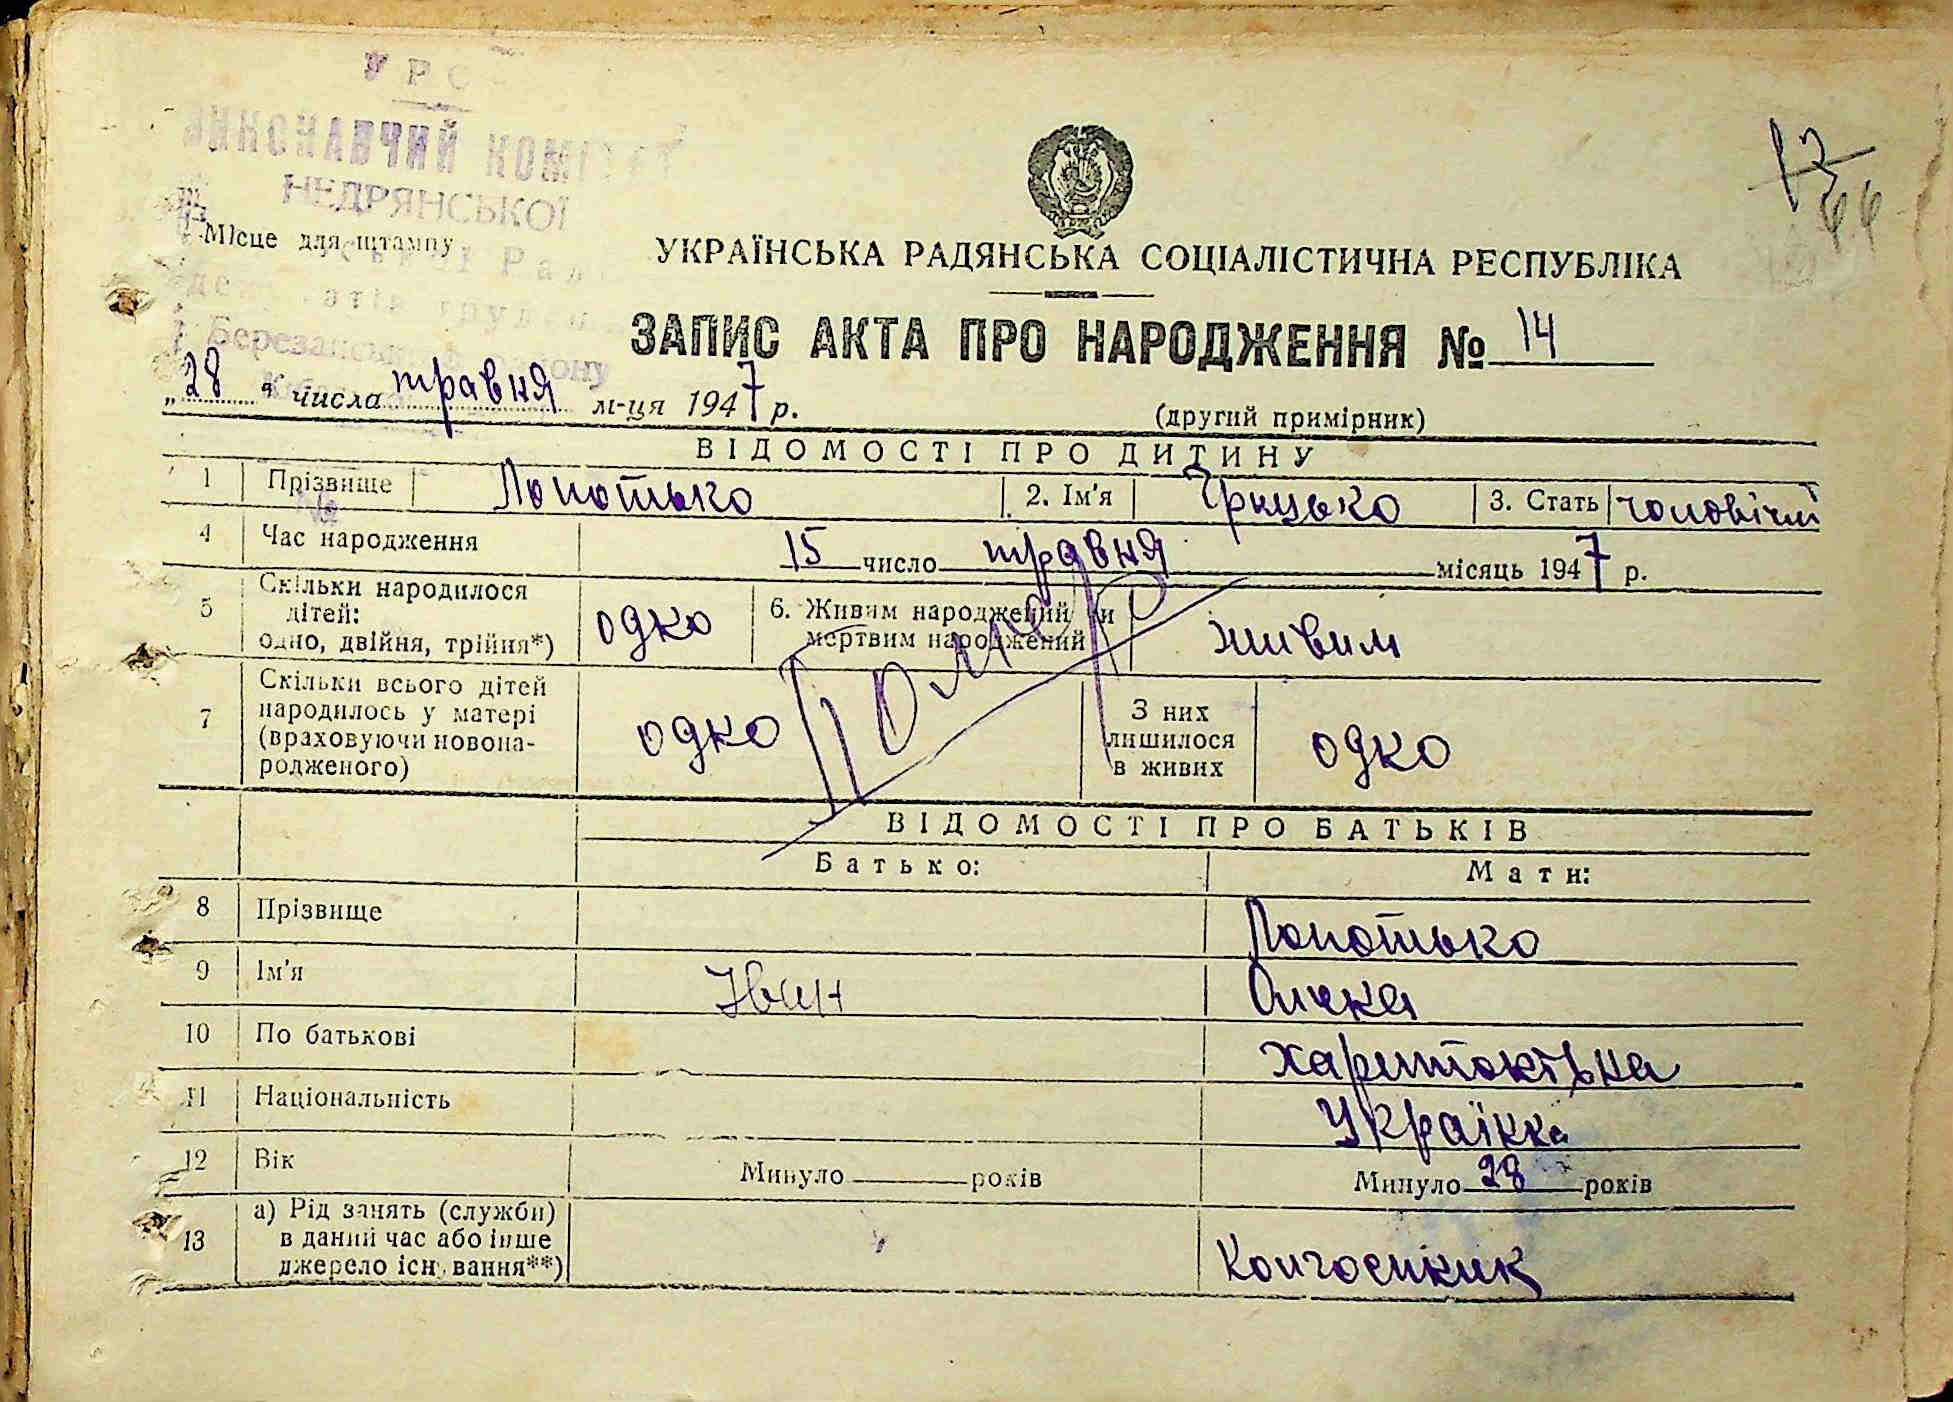 УРС
ВИКОНАВЧИЙ КОМІТЕТ
НЕДРЯНСЬКОЇ
Місце для штампу
Березанського району
УКРАЇНСЬКА РАДЯНСЬКА СОЦІАЛІСТИЧНА РЕСПУБЛІКА
ЗАПИС АКТА ПРО НАРОДЖЕННЯ № 14
„28“ числа травня м-ця 1947 р.
(другий примірник)
ВІДОМОСТІ ПРО ДИТИНУ
1 Прізвище Лопотько 2. Ім'я Грицько 3. Стать чоловічий
4 Час народження 15 число травня місяць 1947 р.
5 Скільки народилося дітей: одно, двійня, трійня*) одно 6. Живим народжений чи мертвим народжений живим
Помер
7 Скільки всього дітей народилось у матері (враховуючи новона-родженого) одно З них лишилося в живих одно
ВІДОМОСТІ ПРО БАТЬКІВ
Батько: Мати:
8 Прізвище Лопотько
9 Ім'я Іван
10 По батькові Харитонівна
11 Національність Українка
12 Вік Минуло років Минуло 28 років
13 а) Рід занять (служби) в даний час або інше джерело існування**) Колгоспник